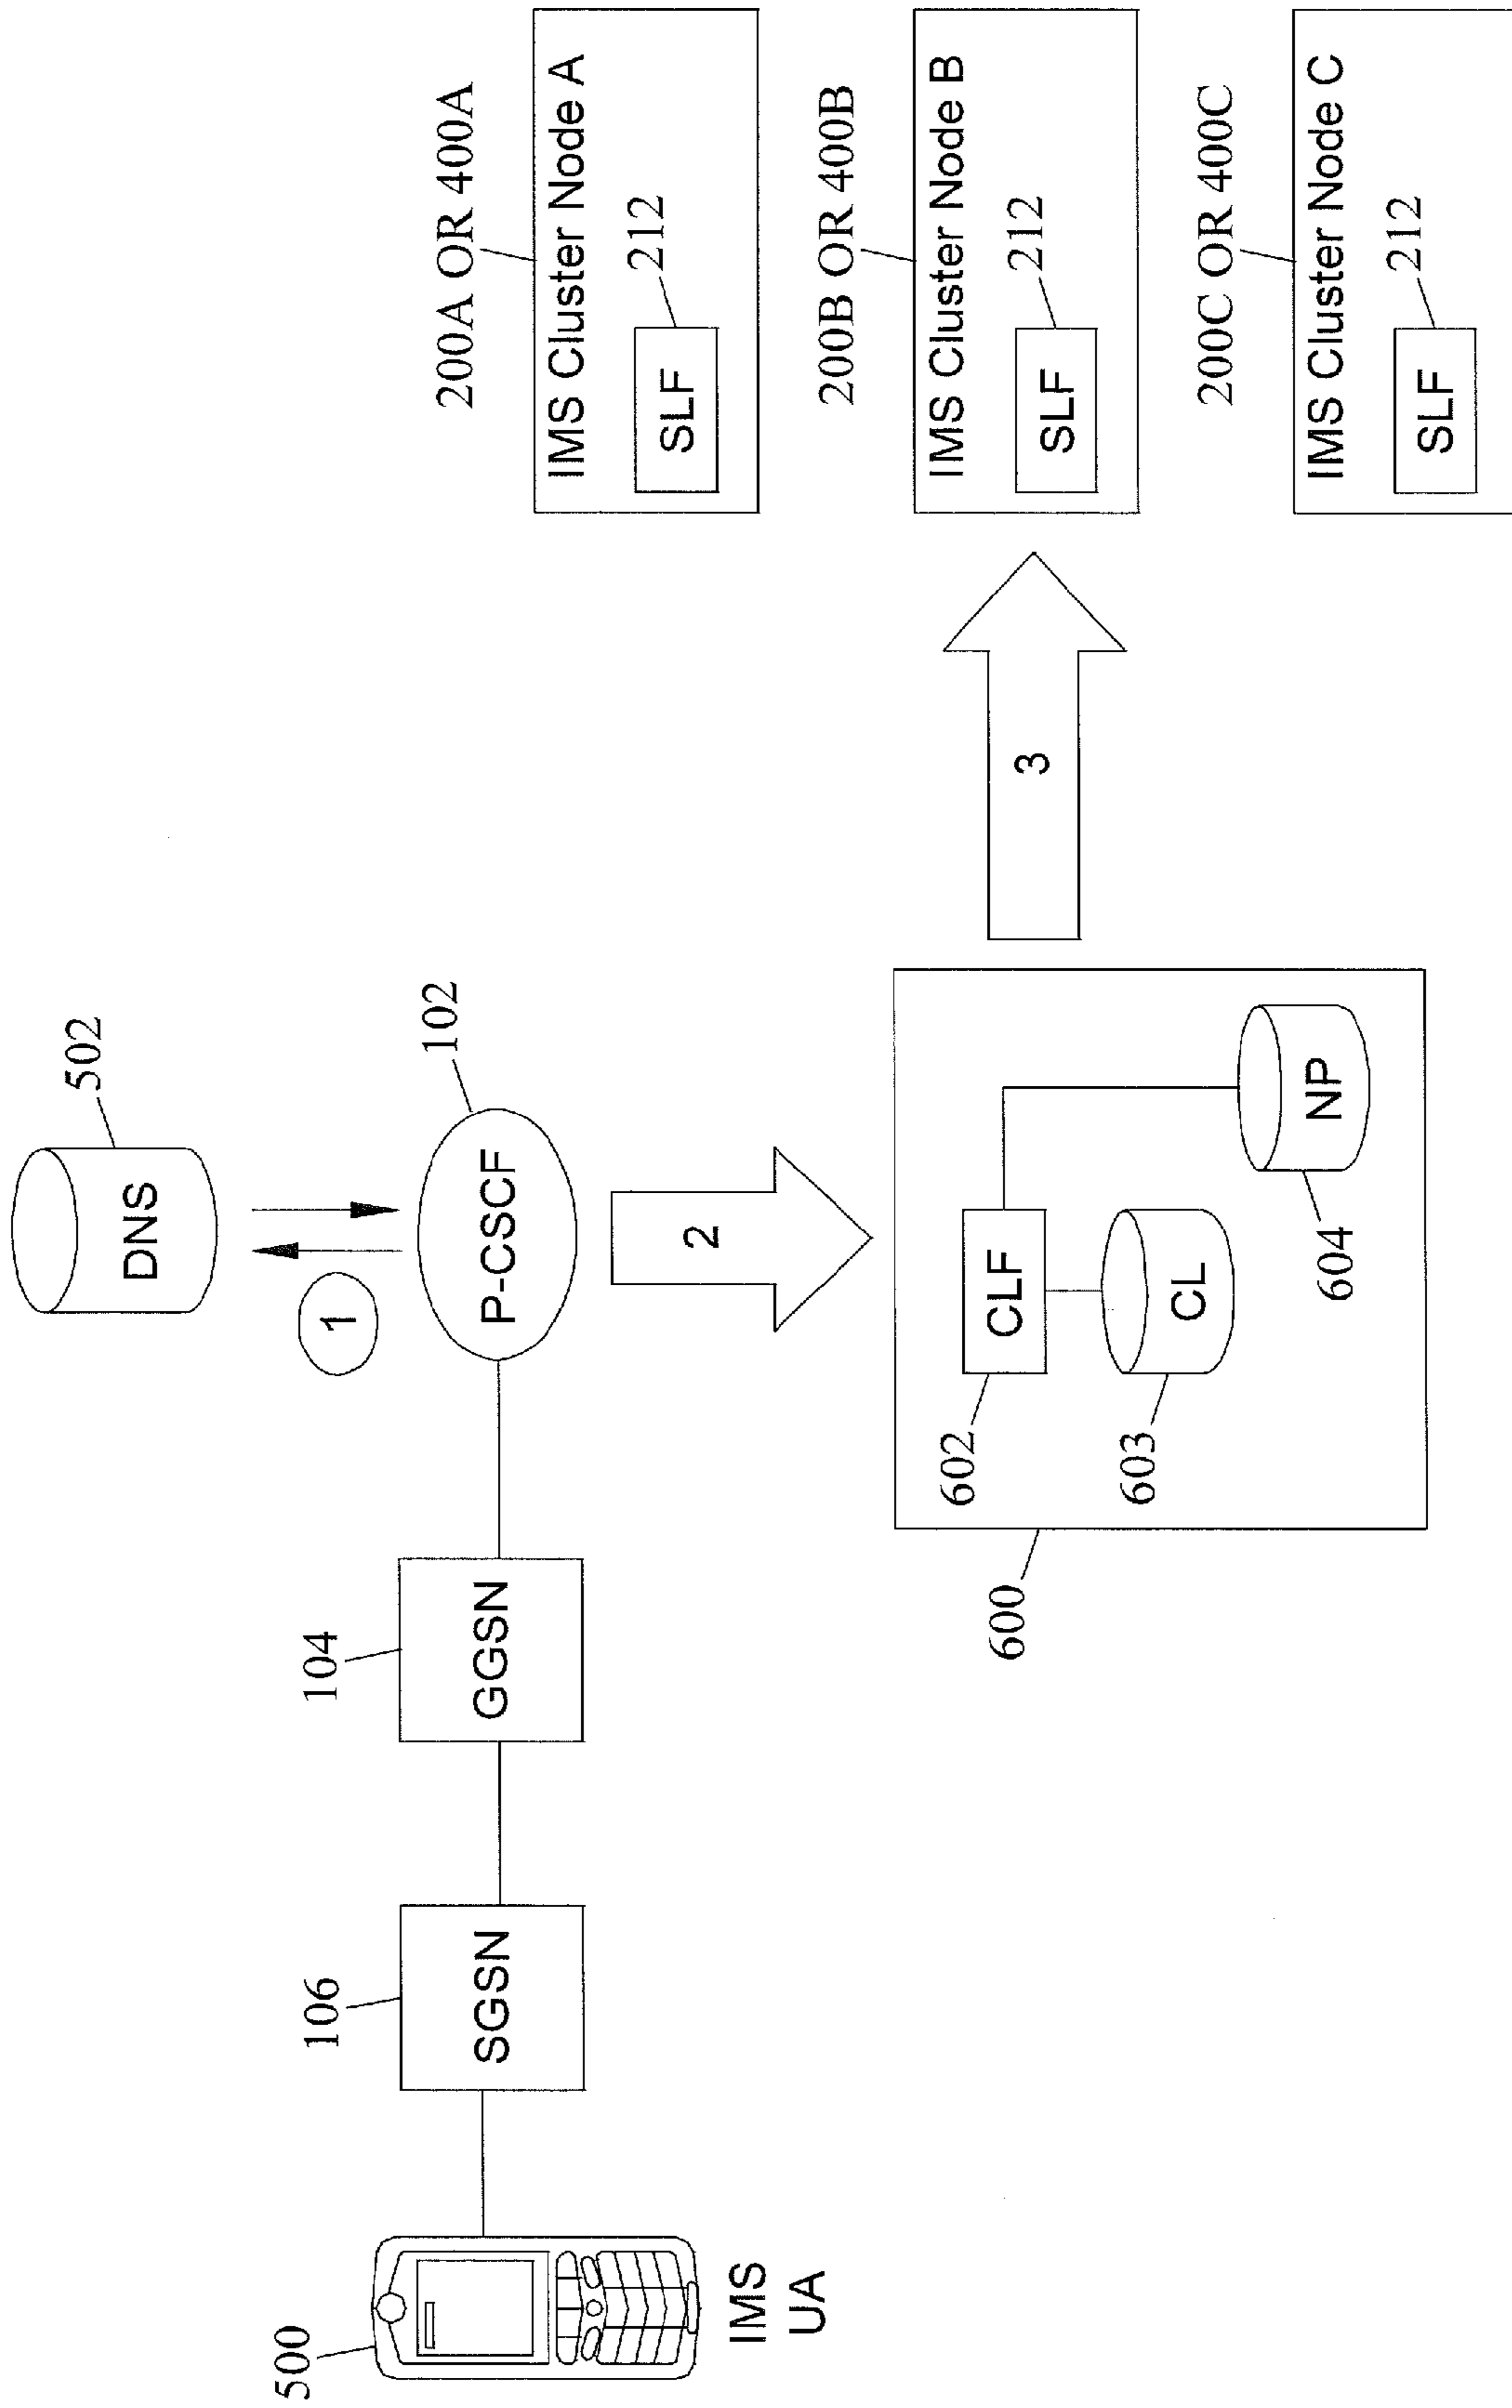 502
DNS
1
102
P-CSCF
104
GGSN
106
SGSN
500
IMS
UA
2
600
602
CLF
603
CL
604
NP
3
200A OR 400A
IMS Cluster Node A
212
SLF
200B OR 400B
IMS Cluster Node B
212
SLF
200C OR 400C
IMS Cluster Node C
212
SLF